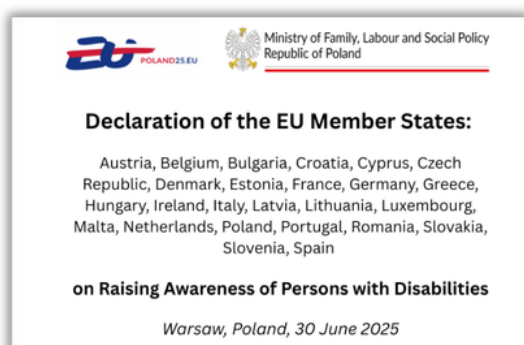 POLAND25.EU
Ministry of Family, Labour and Social Policy
Republic of Poland
Declaration of the EU Member States:
Austria, Belgium, Bulgaria, Croatia, Cyprus, Czech
Republic, Denmark, Estonia, France, Germany, Greece,
Hungary, Ireland, Italy, Latvia, Lithuania, Luxembourg,
Malta, Netherlands, Poland, Portugal, Romania, Slovakia,
Slovenia, Spain
on Raising Awareness of Persons with Disabilities
Warsaw, Poland, 30 June 2025